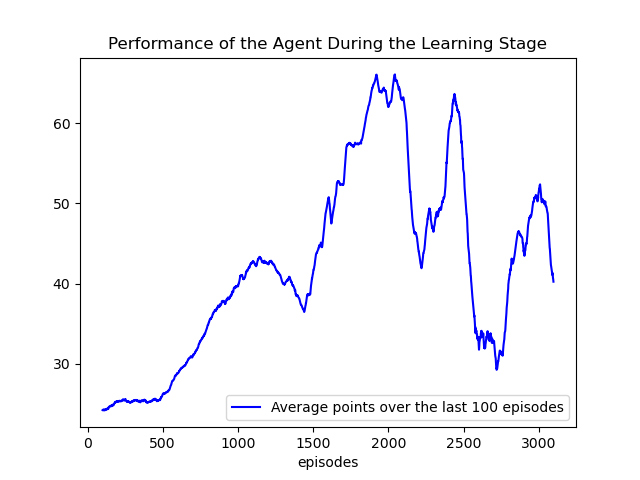 Performance of the Agent During the Learning Stage
60
50
40
30
Average points over the last 100 episodes
0 500 1000 1500 2000 2500 3000
episodes